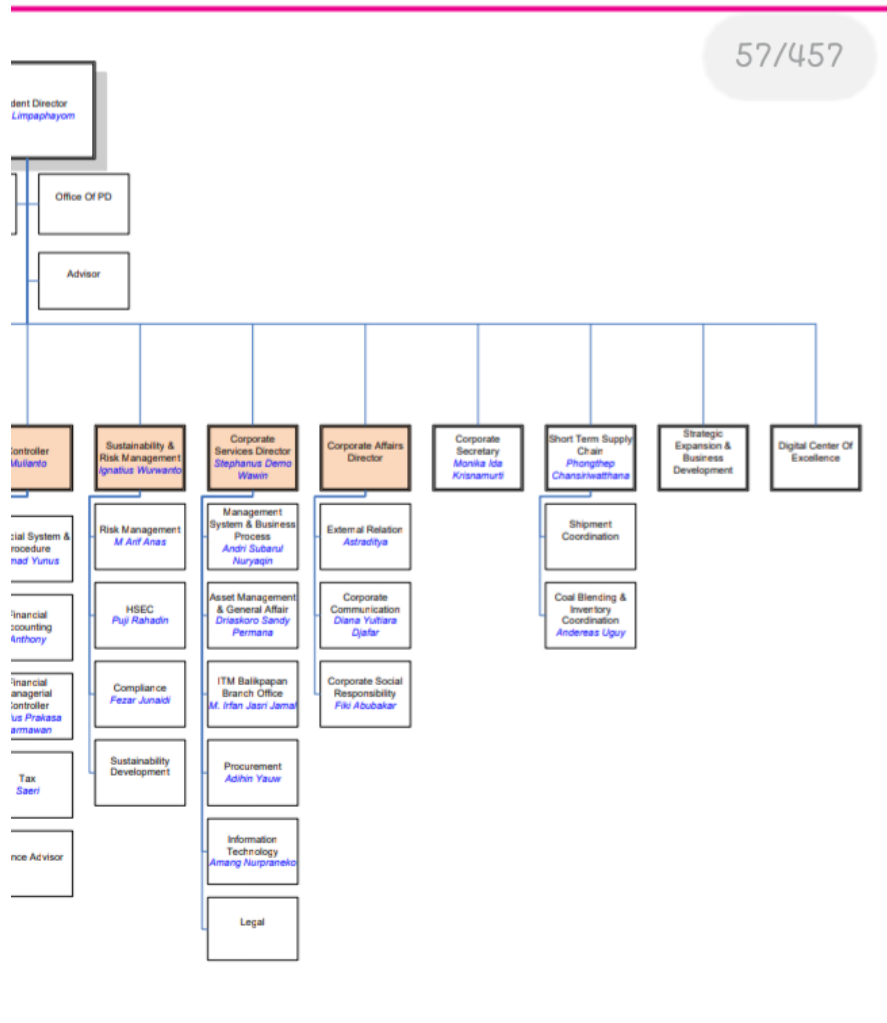 57/457
dent Director
Limpaphayom
Office Of PD
Advisor
ontroller
Mulianto
cial System &
rocedure
mad Yunus
Financial
ccounting
Anthony
Financial
anagerial
Controller
us Prakasa
armawan
Tax
Saeri
nce Advisor
Sustainability &
Risk Management
Ignatius Wurwanto
Risk Management
M Arif Anas
HSEC
Puji Rahadin
Compliance
Fezar Junaidi
Sustainability
Development
Corporate
Services Director
Stephanus Demo
Wawin
Management
System & Business
Process
Andri Subarul
Nuryaqin
Asset Management
& General Affair
Driaskoro Sandy
Permana
ITM Balikpapan
Branch Office
M. Irfan Jasri Jamal
Procurement
Adihin Yauw
Information
Technology
Amang Nurpraneko
Legal
Corporate Affairs
Director
External Relation
Astraditya
Corporate
Communication
Diana Yultiara
Djafar
Corporate Social
Responsibility
Fiki Abubakar
Corporate
Secretary
Monika Ida
Krisnamurti
Short Term Supply
Chain
Phongthep
Chansiriwatthana
Shipment
Coordination
Coal Blending &
Inventory
Coordination
Andereas Uguy
Strategic
Expansion &
Business
Development
Digital Center Of
Excellence